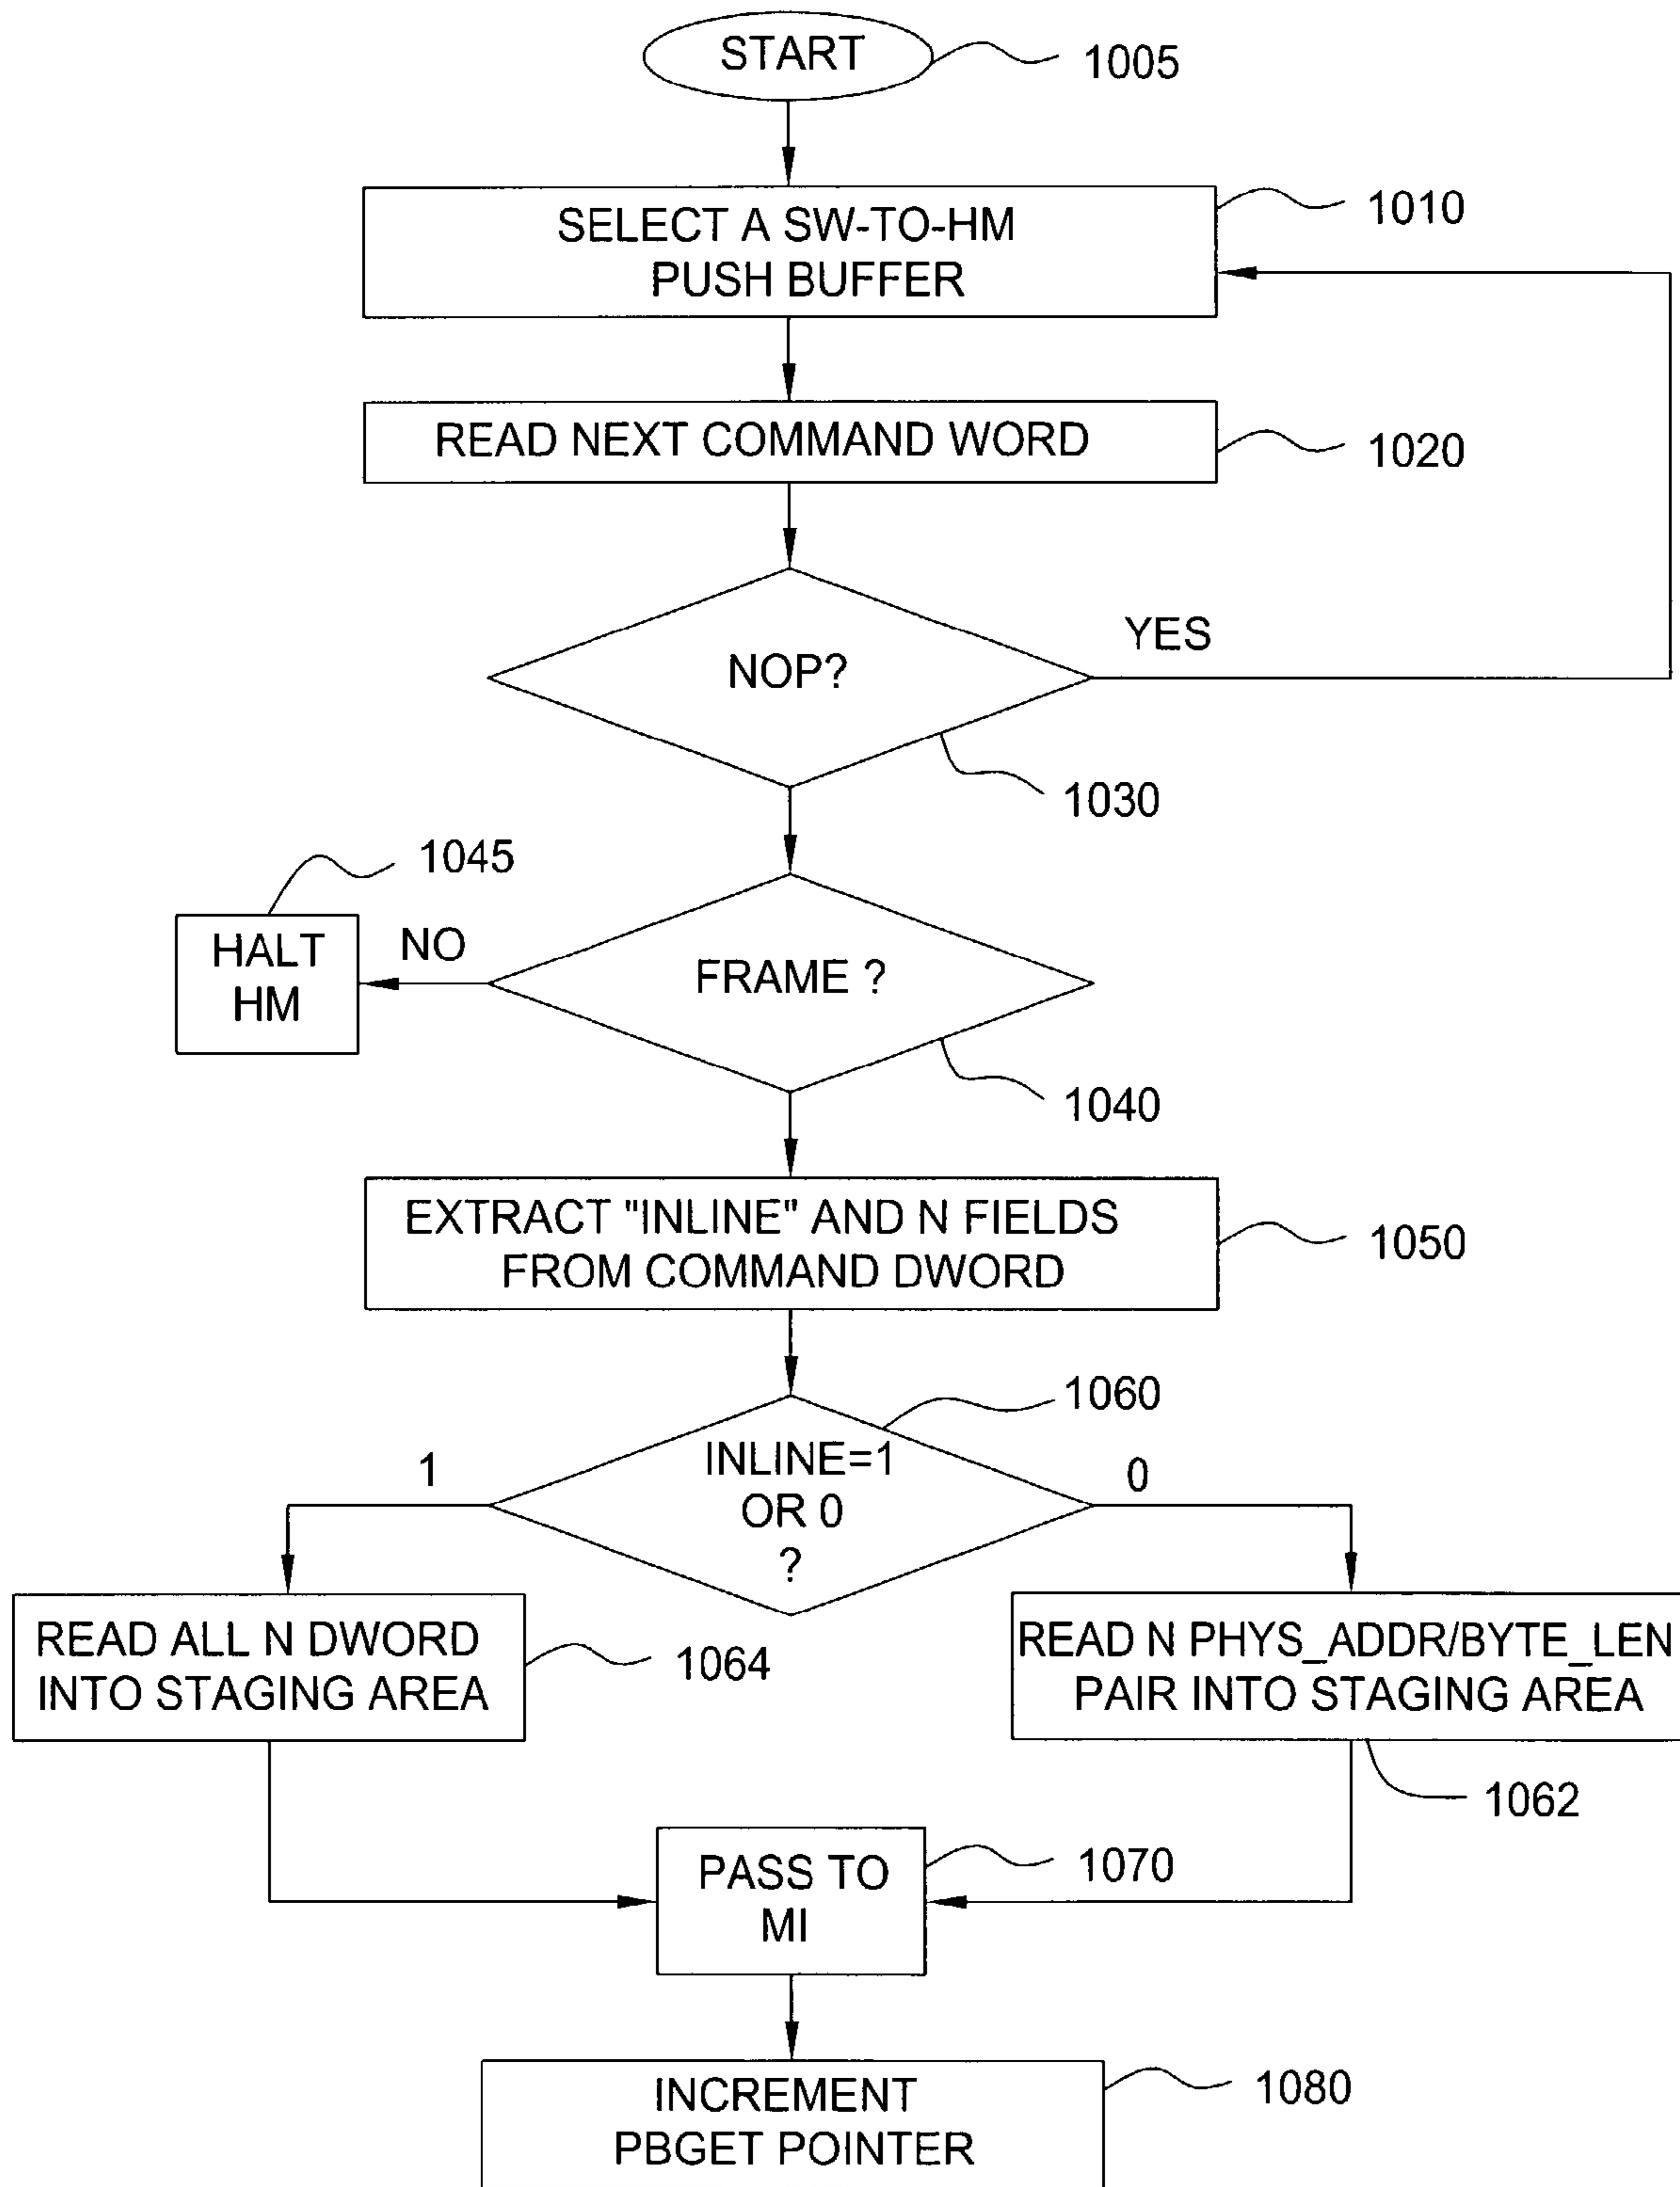 START
1005
SELECT A SW-TO-HM
PUSH BUFFER
1010
READ NEXT COMMAND WORD
1020
NOP?
YES
1030
1045
HALT
HM
NO
FRAME ?
1040
EXTRACT "INLINE" AND N FIELDS
FROM COMMAND DWORD
1050
1060
INLINE=1
OR 0
?
1
0
READ ALL N DWORD
INTO STAGING AREA
1064
READ N PHYS_ADDR/BYTE_LEN
PAIR INTO STAGING AREA
1062
PASS TO
MI
1070
INCREMENT
PBGET POINTER
1080